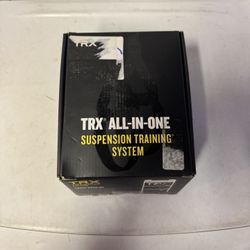 TRX
TRX® ALL-IN-ONE
SUSPENSION TRAINING®
SYSTEM
TRX